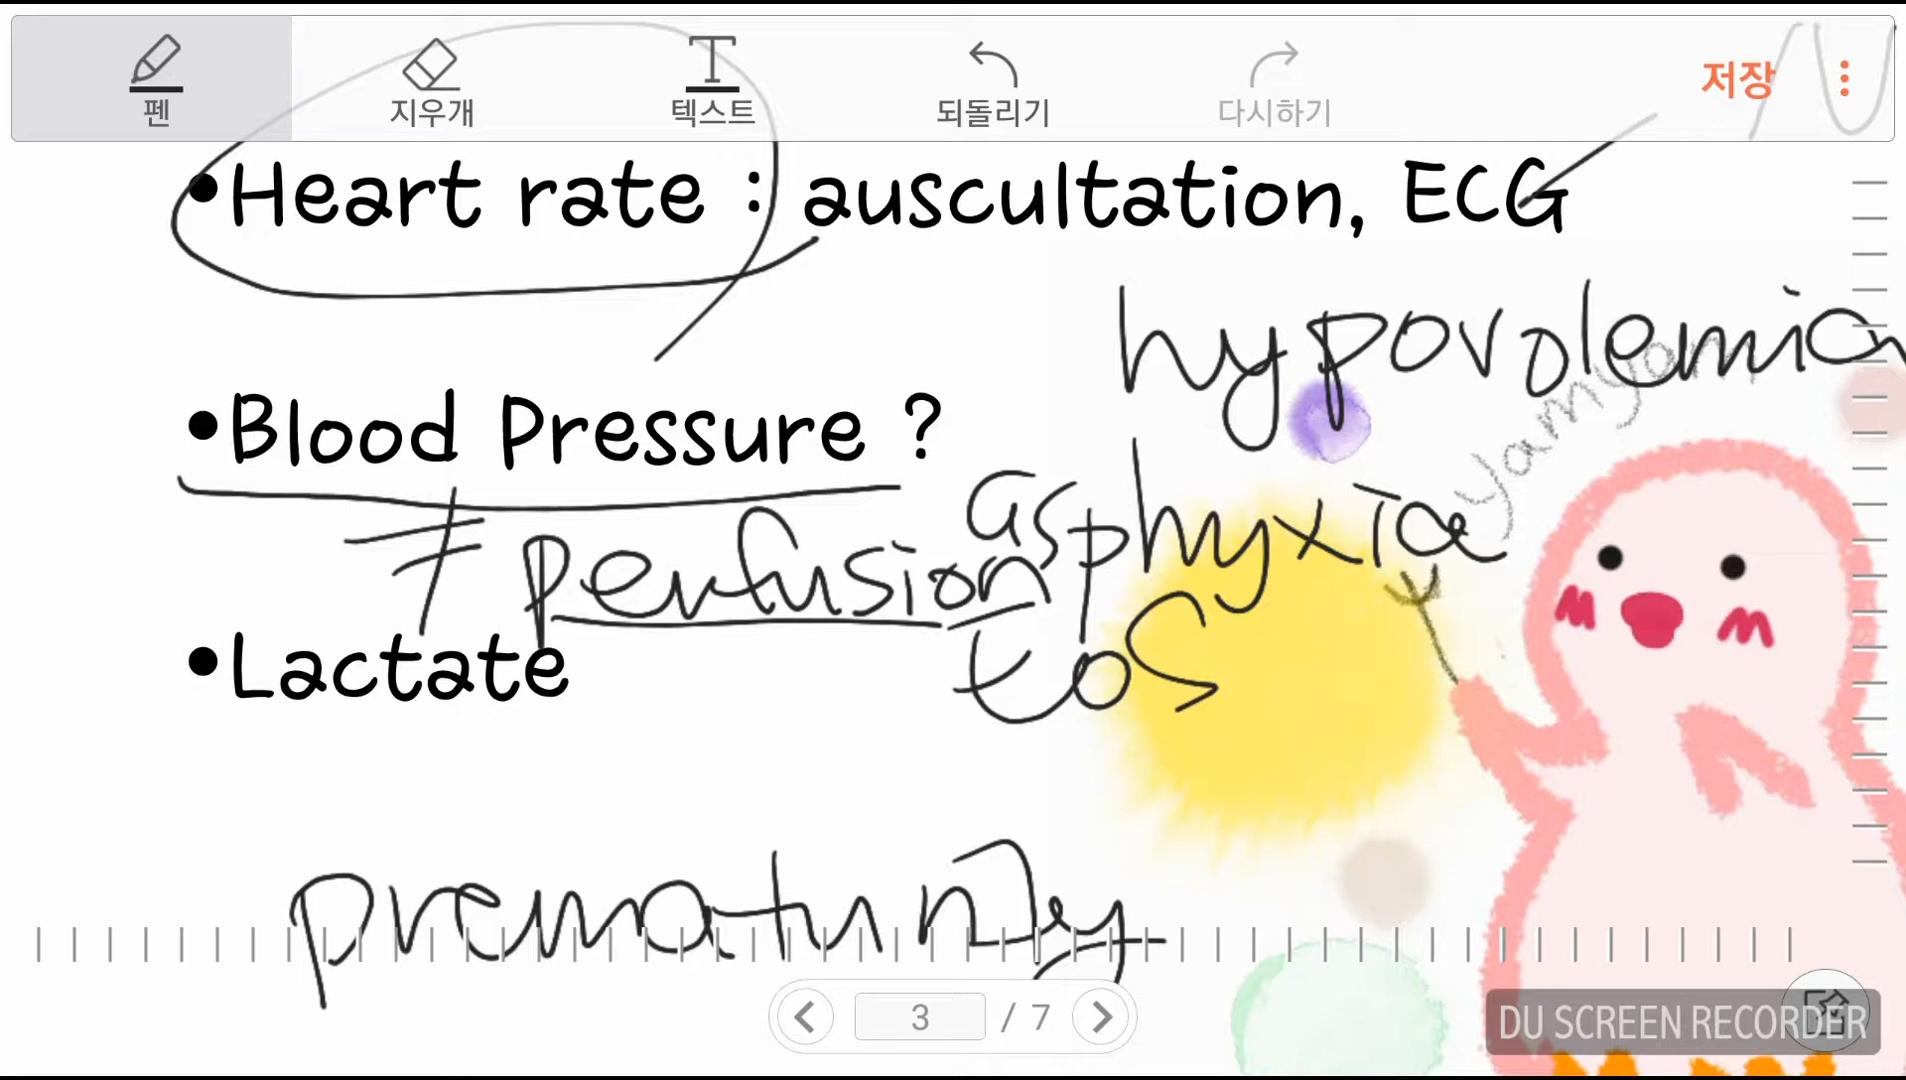 펜 지우개 텍스트 되돌리기 다시하기 저장
•Heart rate : auscultation, ECG
hypovolemia
yamyam
•Blood Pressure ?
asphyxia
≠ perfusion
•Lactate
prematurity
3 / 7
DU SCREEN RECORDER